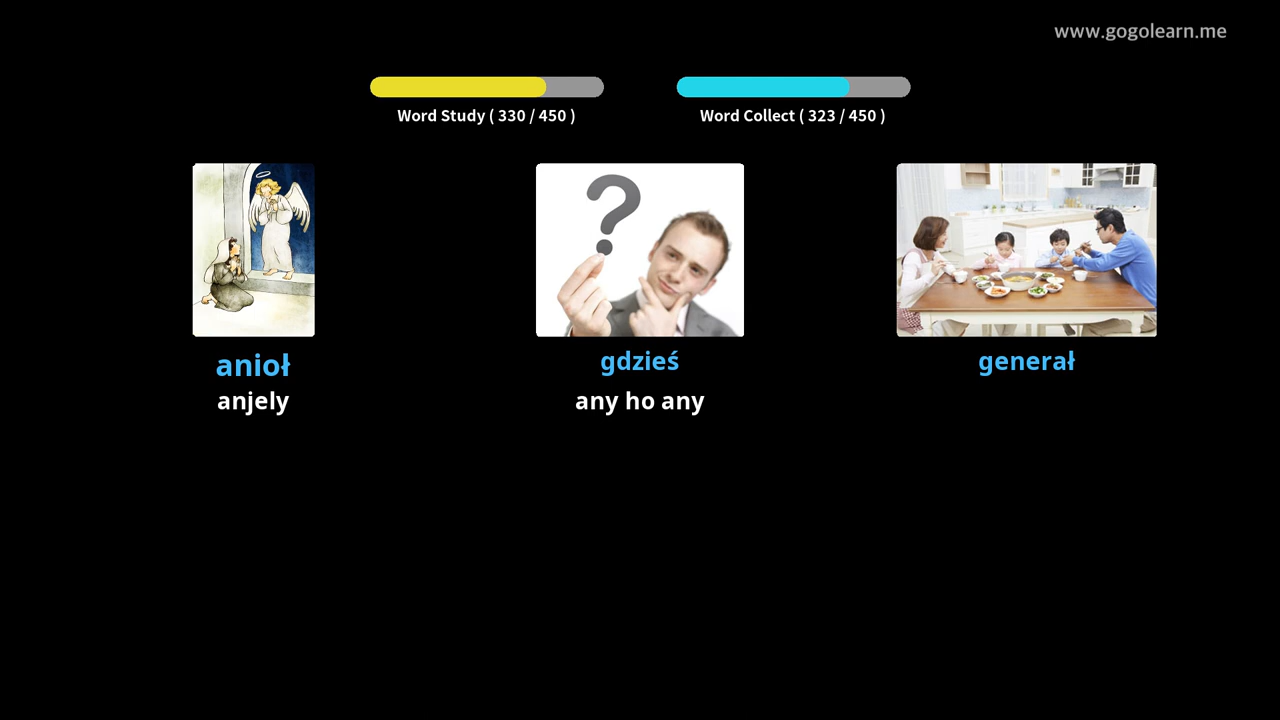 www.gogolearn.me
Word Study ( 330 / 450 )
Word Collect ( 323 / 450 )
anioł
gdzieś
generał
anjely
any ho any